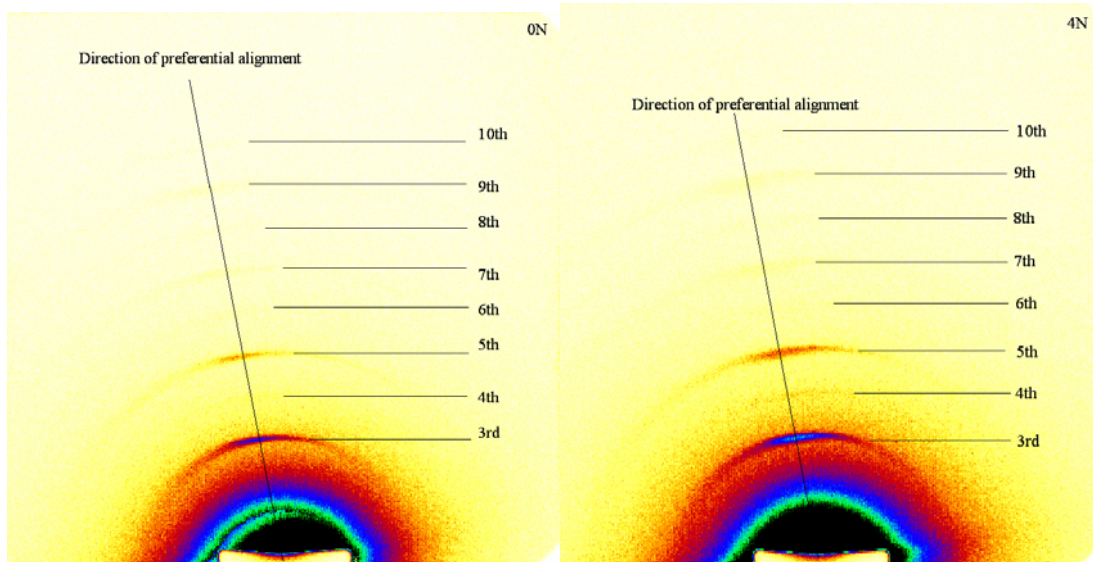 0N
Direction of preferential alignment
10th
9th
8th
7th
6th
5th
4th
3rd
4N
Direction of preferential alignment
10th
9th
8th
7th
6th
5th
4th
3rd